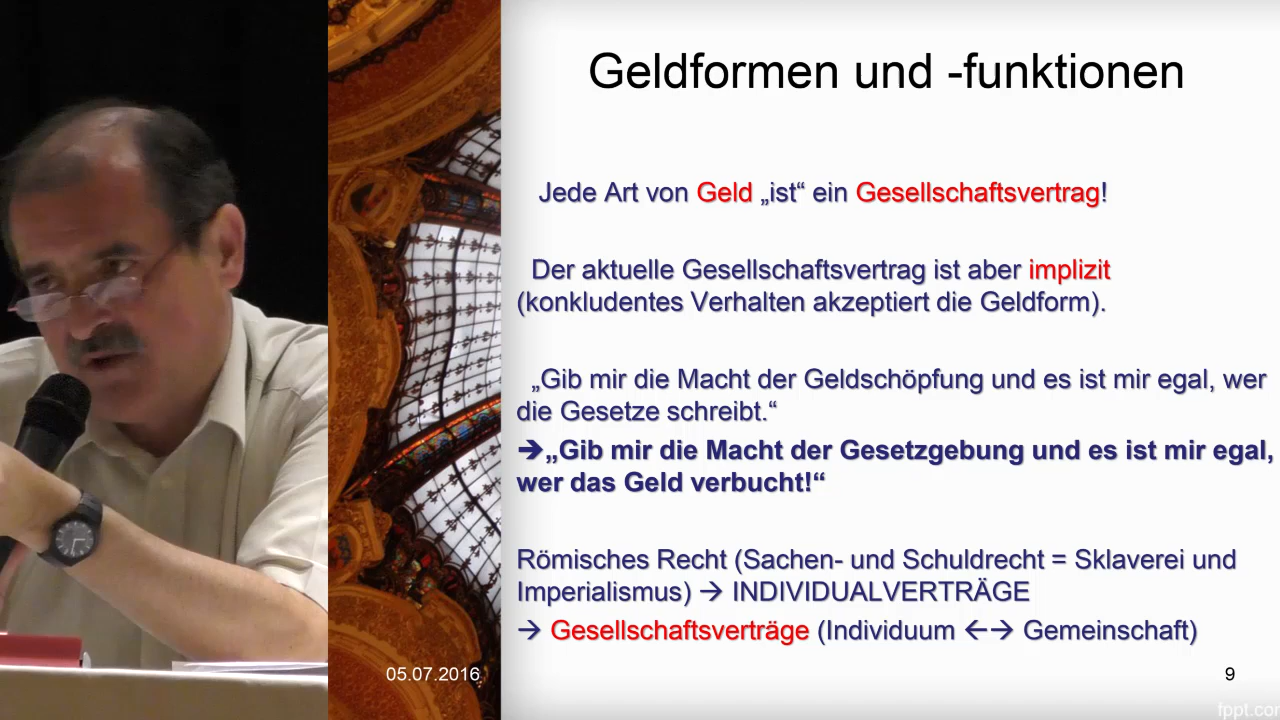 Geldformen und -funktionen
Jede Art von Geld „ist“ ein Gesellschaftsvertrag!
Der aktuelle Gesellschaftsvertrag ist aber implizit
(konkludentes Verhalten akzeptiert die Geldform).
„Gib mir die Macht der Geldschöpfung und es ist mir egal, wer
die Gesetze schreibt.“
➔„Gib mir die Macht der Gesetzgebung und es ist mir egal,
wer das Geld verbucht!“
Römisches Recht (Sachen- und Schuldrecht = Sklaverei und
Imperialismus) → INDIVIDUALVERTRÄGE
→ Gesellschaftsverträge (Individuum ←→ Gemeinschaft)
05.07.2016
9
fppt.com